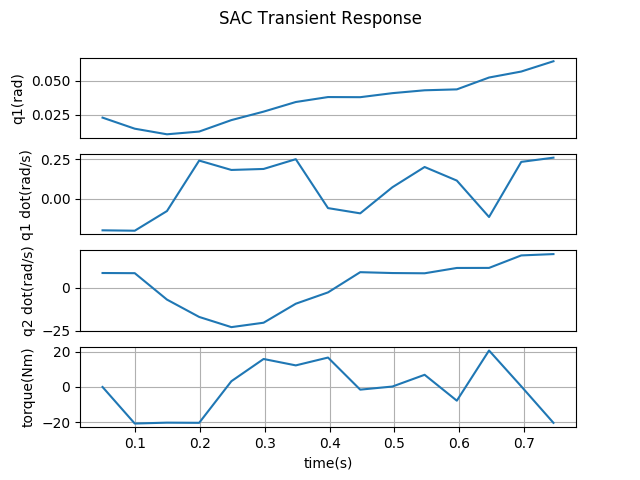 SAC Transient Response
q1(rad)
0.050
0.025
q1 dot(rad/s)
0.25
0.00
q2 dot(rad/s)
0
−25
torque(Nm)
20
0
−20
0.1 0.2 0.3 0.4 0.5 0.6 0.7
time(s)